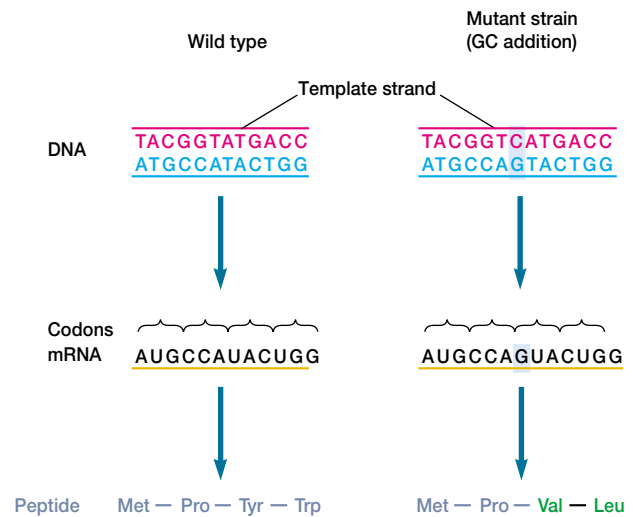 Wild type
Mutant strain
(GC addition)
Template strand
DNA
TACGGTATGACC
ATGCCATACTGG
TACGGTCATGACC
ATGCCAGTACTGG
Codons
mRNA
AUGCCAUACUGG
AUGCCAGUACUGG
Peptide
Met — Pro — Tyr — Trp
Met — Pro — Val — Leu